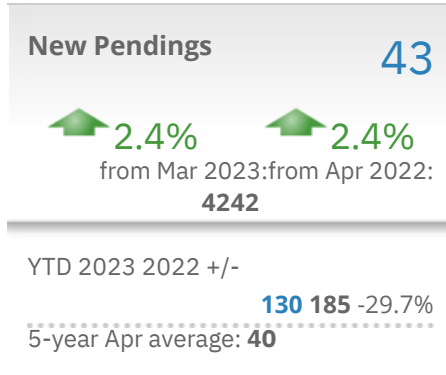 New Pendings 43
2.4% 2.4%
from Mar 2023:from Apr 2022:
4242
YTD 2023 2022 +/-
130 185 -29.7%
5-year Apr average: 40